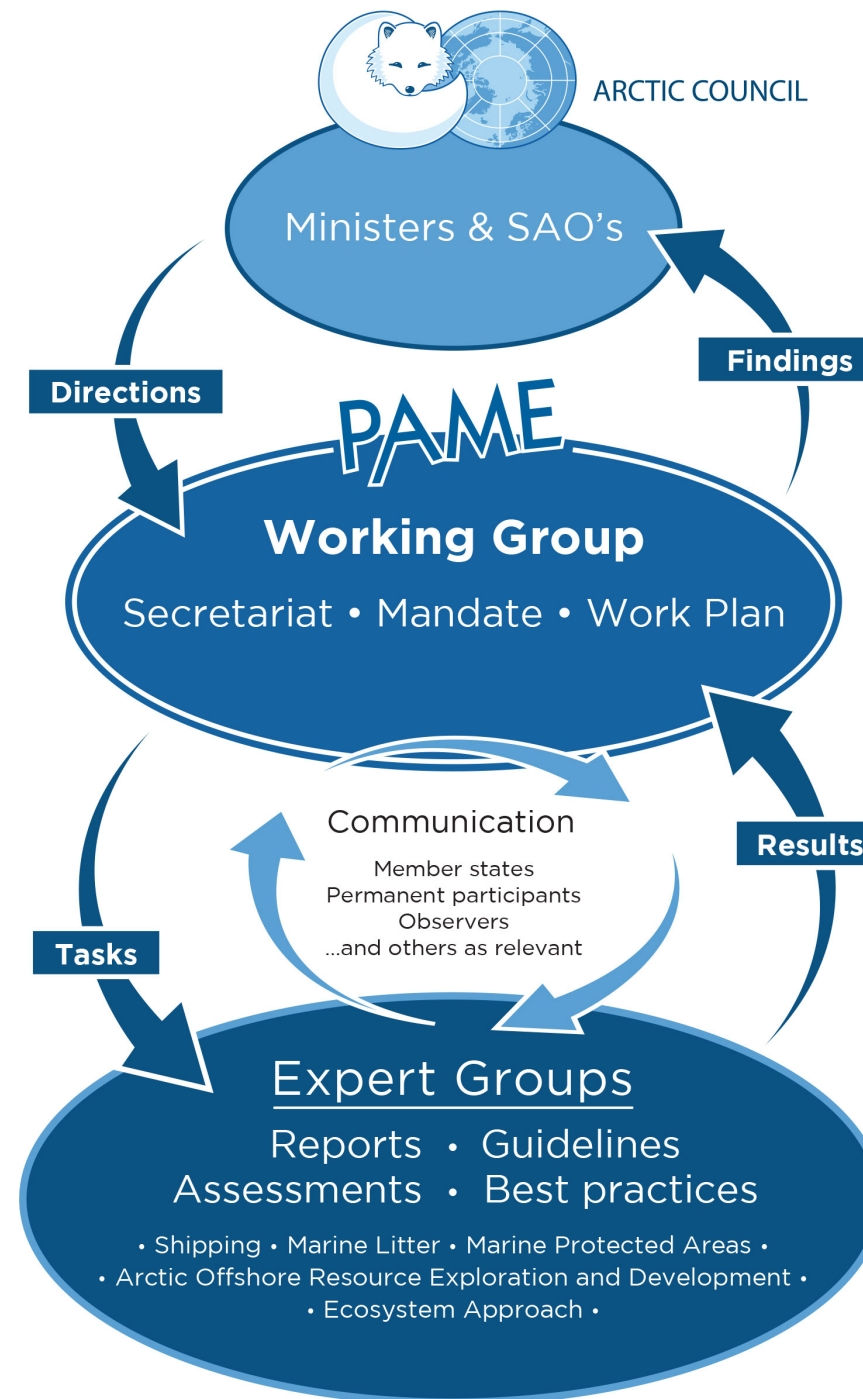 ARCTIC COUNCIL
Ministers & SAO's
Directions
Findings
PAME
Working Group
Secretariat • Mandate • Work Plan
Communication
Member states
Permanent participants
Observers
...and others as relevant
Results
Tasks
Expert Groups
Reports • Guidelines
Assessments • Best practices
• Shipping • Marine Litter • Marine Protected Areas •
• Arctic Offshore Resource Exploration and Development •
• Ecosystem Approach •